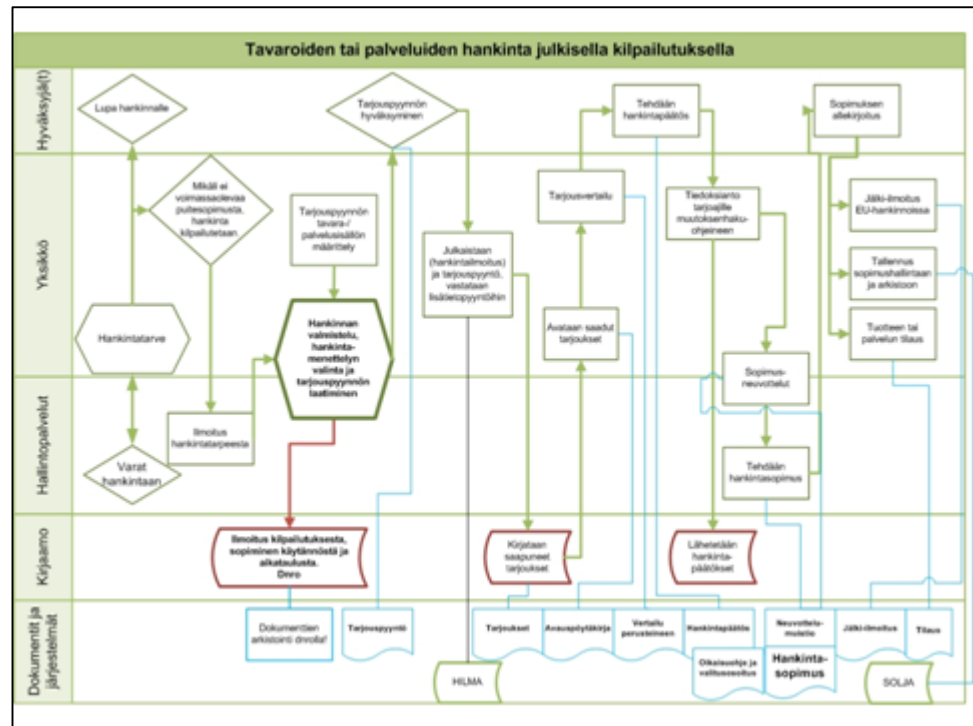 Tavaroiden tai palveluiden hankinta julkisella kilpailutuksella
Hyväksyjä(t)
Lupa hankinnalle
Tarjouspyynnön
hyväksyminen
Tehdään
hankintapäätös
Sopimuksen
allekirjoitus
Yksikkö
Mikäli ei
voimassaolevaa
puitesopimusta,
hankinta
kilpailutetaan
Tarjouspyynnön
tavara-/
palvelusisällön
määrittely
Julkaistaan
(hankintailmoitus)
ja tarjouspyyntö,
vastataan
lisätietopyyntöihin
Tarjousvertailu
Tiedoksianto
tarjoajille
muutoksenhaku-
ohjeineen
Jälki-ilmoitus
EU-hankinnoissa
Tallennus
sopimushallintaan
ja arkistoon
Hankintatarve
Hankinnan
valmistelu,
hankinta-
menettelyn
valinta ja
tarjouspyynnön
laatiminen
Avataan saadut
tarjoukset
Tuotteen tai
palvelun tilaus
Sopimus-
neuvottelut
Hallintopalvelut
Ilmoitus
hankintatarpeesta
Varat
hankintaan
Tehdään
hankintasopimus
Kirjaamo
Ilmoitus kilpailutuksesta,
sopiminen käytännöstä ja
aikataulusta.
Dnro
Kirjataan
saapuneet
tarjoukset
Lähetetään
hankinta-
päätökset
Dokumentit ja
järjestelmät
Dokumenttien
arkistointi dnrolla!
Tarjouspyyntö
Tarjoukset
Avauspöytäkirja
Vertailu
perusteineen
Hankintapäätös
Neuvottelu-
muistio
Jälki-ilmoitus
Tilaus
Oikaisuohje ja
valitusosoitus
Hankinta-
sopimus
HILMA
SOLJA